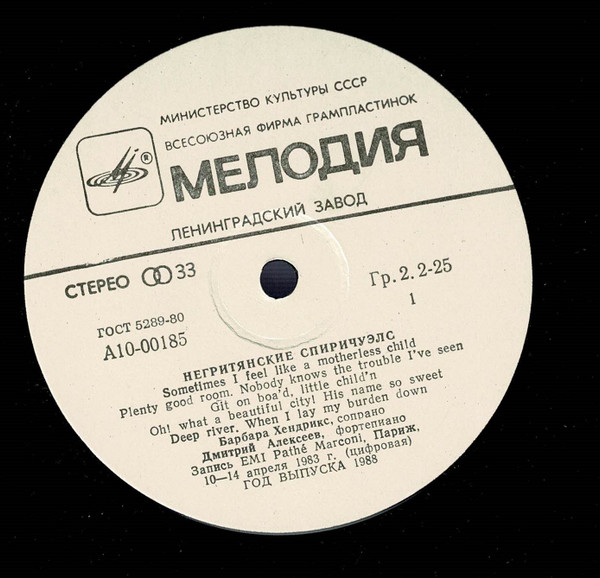 МИНИСТЕРСТВО КУЛЬТУРЫ СССР
ВСЕСОЮЗНАЯ ФИРМА ГРАМПЛАСТИНОК
®
МЕЛОДИЯ
ЛЕНИНГРАДСКИЙ ЗАВОД
СТЕРЕО 33
Гр. 2. 2-25
1
ГОСТ 5289-80
А10-00185
НЕГРИТЯНСКИЕ СПИРИЧУЭЛС
Sometimes I feel like a motherless child
Plenty good room. Nobody knows the trouble I've seen
Git on boa'd, little child'n
Oh! what a beautiful city! His name so sweet
Deep river. When I lay my burden down
Барбара Хендрикс, сопрано
Дмитрий Алексеев, фортепиано
Запись EMI Pathé Marconi, Париж,
10—14 апреля 1983 г. (цифровая)
ГОД ВЫПУСКА 1988